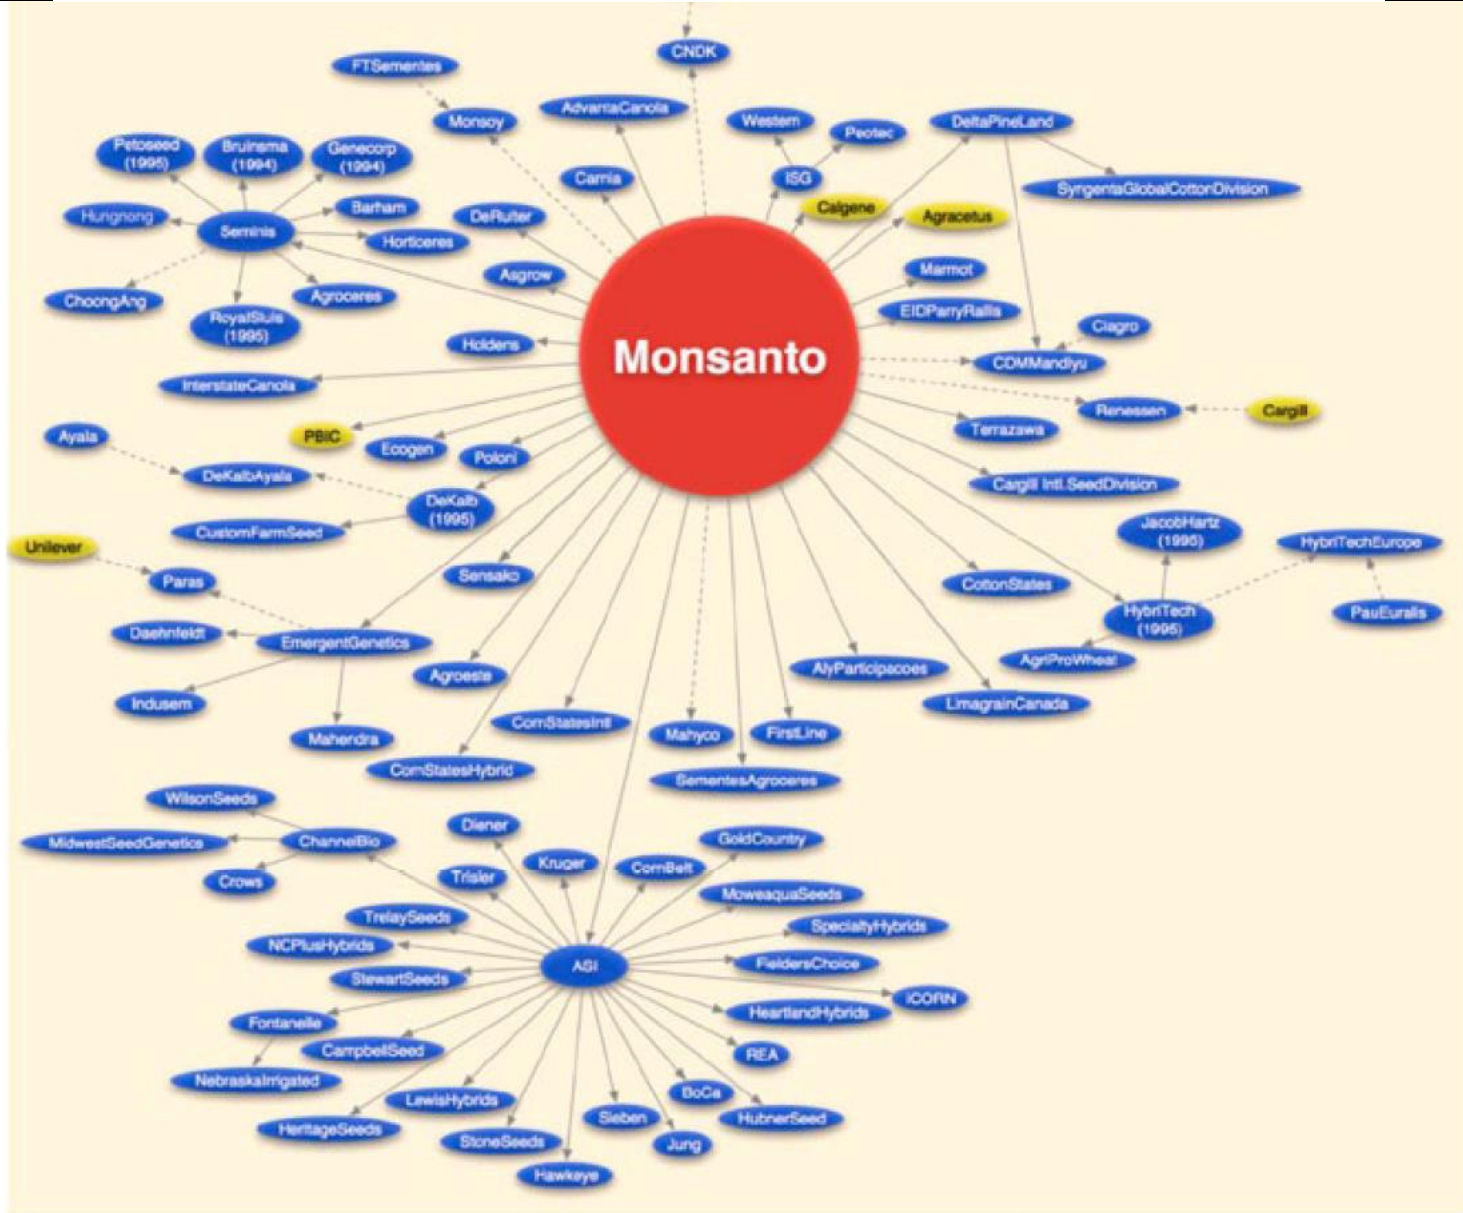 CNDK
FTSementes
Monsoy
AdvantaCanola
Western
Peotec
DeltaPineLand
Petoseed
(1995)
Bruinsma
(1994)
Genecorp
(1994)
Carnia
ISG
SyngentaGlobalCottonDivision
Hungnong
Barham
DeRuiter
Calgene
Agracetus
Seminis
Horticeres
Asgrow
Marmot
ChoongAng
Agroceres
EIDParryRallis
RoyalSluis
(1995)
Holdens
Monsanto
Ciagro
CDMMandiyu
InterstateCanola
Renessen
Cargill
PBIC
Ayala
Ecogen
Poloni
Terrazawa
DeKalbAyala
Cargill Intl.SeedDivision
DeKalb
(1995)
CustomFarmSeed
JacobHartz
(1995)
HybriTechEurope
Unilever
Paras
Sensako
CottonStates
HybriTech
(1995)
PauEuralis
Daehnfeldt
EmergentGenetics
Agroeste
AlyParticipacoes
AgriProWheat
Indusem
LimagrainCanada
Mahendra
CornStatesIntl
Mahyco
FirstLine
CornStatesHybrid
SementesAgroceres
WilsonSeeds
MidwestSeedGenetics
ChannelBio
Diener
GoldCountry
Crows
Trisler
Kruger
CornBelt
MoweaquaSeeds
TrelaySeeds
SpecialtyHybrids
NCPlusHybrids
ASI
FieldersChoice
StewartSeeds
iCORN
Fontanelle
HeartlandHybrids
CampbellSeed
REA
NebraskaIrrigated
LewisHybrids
BoCa
HeritageSeeds
Sieben
HubnerSeed
StoneSeeds
Jung
Hawkeye